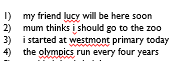 1) my friend lucy will be here soon
2) mum thinks i should go to the zoo
3) i started at westmont primary today
4) the olympics run every four years